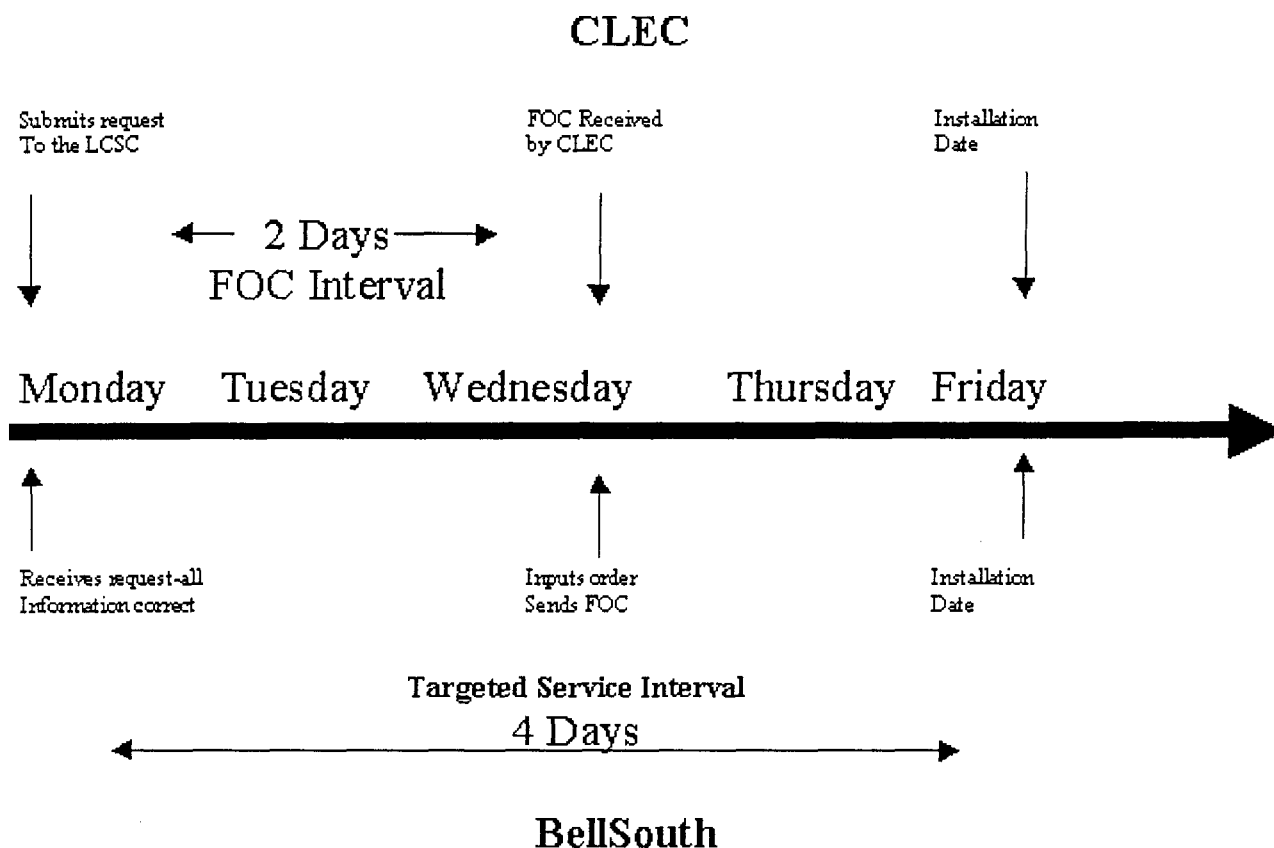 CLEC
Submits request
To the LCSC
FOC Received
by CLEC
Installation
Date
2 Days
FOC Interval
Monday Tuesday Wednesday Thursday Friday
Receives request-all
Information correct
Inputs order
Sends FOC
Installation
Date
Targeted Service Interval
4 Days
BellSouth